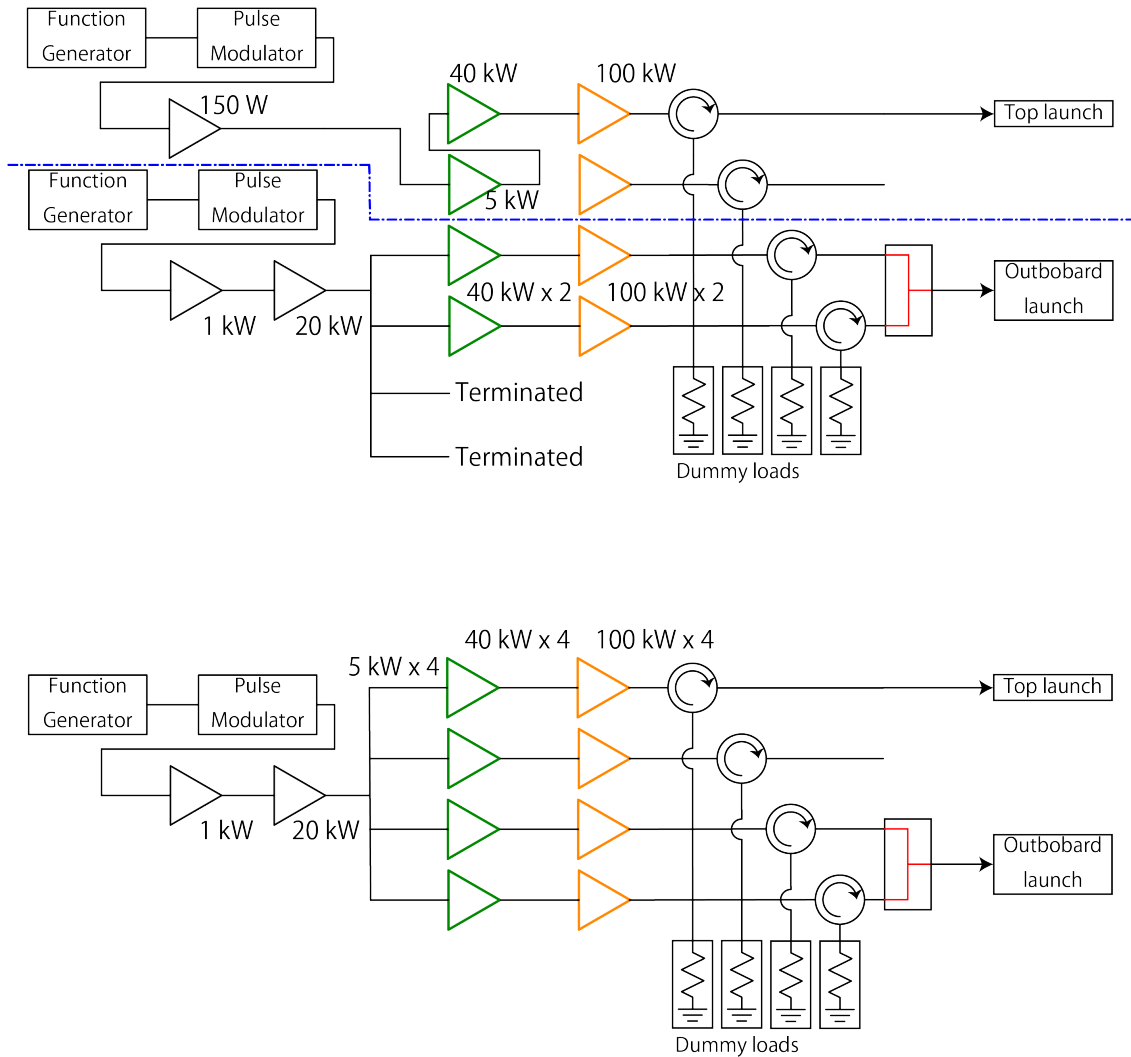 Function
Generator
Pulse
Modulator
150 W
40 kW
100 kW
Top launch
5 kW
Function
Generator
Pulse
Modulator
1 kW
20 kW
40 kW x 2
100 kW x 2
Outbobard
launch
Terminated
Terminated
Dummy loads
40 kW x 4
100 kW x 4
5 kW x 4
Function
Generator
Pulse
Modulator
Top launch
1 kW
20 kW
Outbobard
launch
Dummy loads